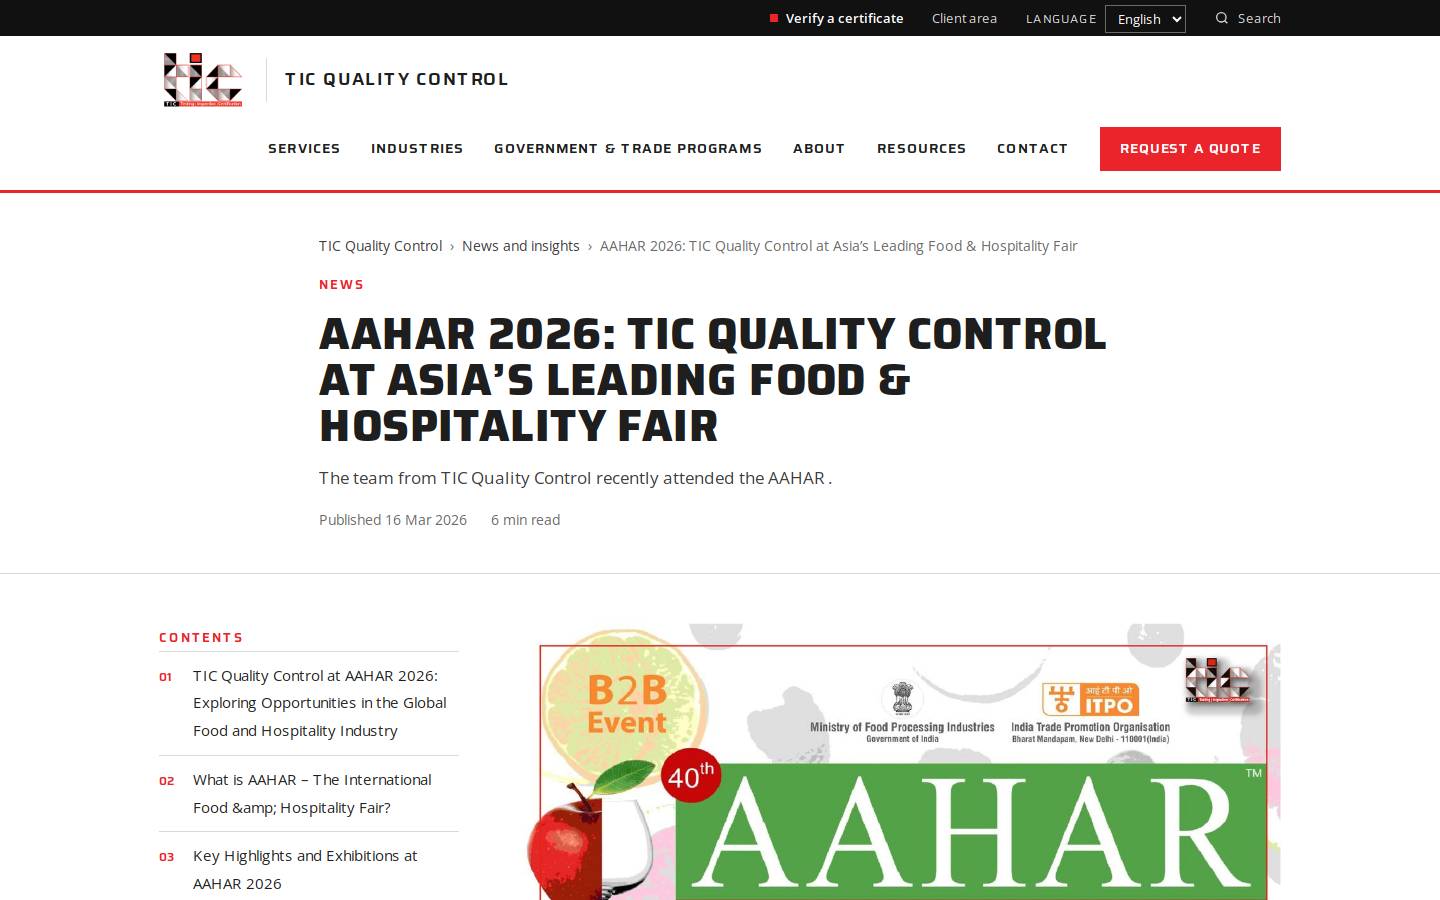 Verify a certificate
Client area
LANGUAGE
English
Search
tic
TIC Testing | Inspection | Certification
TIC QUALITY CONTROL
SERVICES
INDUSTRIES
GOVERNMENT & TRADE PROGRAMS
ABOUT
RESOURCES
CONTACT
REQUEST A QUOTE
TIC Quality Control › News and insights › AAHAR 2026: TIC Quality Control at Asia’s Leading Food & Hospitality Fair
NEWS
AAHAR 2026: TIC QUALITY CONTROL
AT ASIA’S LEADING FOOD &
HOSPITALITY FAIR
The team from TIC Quality Control recently attended the AAHAR .
Published 16 Mar 2026
6 min read
CONTENTS
01 TIC Quality Control at AAHAR 2026:
Exploring Opportunities in the Global
Food and Hospitality Industry
02 What is AAHAR – The International
Food &amp; Hospitality Fair?
03 Key Highlights and Exhibitions at
AAHAR 2026
B2B
Event
Ministry of Food Processing Industries
Government of India
आई टी पी ओ
ITPO
India Trade Promotion Organisation
Bharat Mandapam, New Delhi - 110001(India)
tic
40th
AAHAR
TM